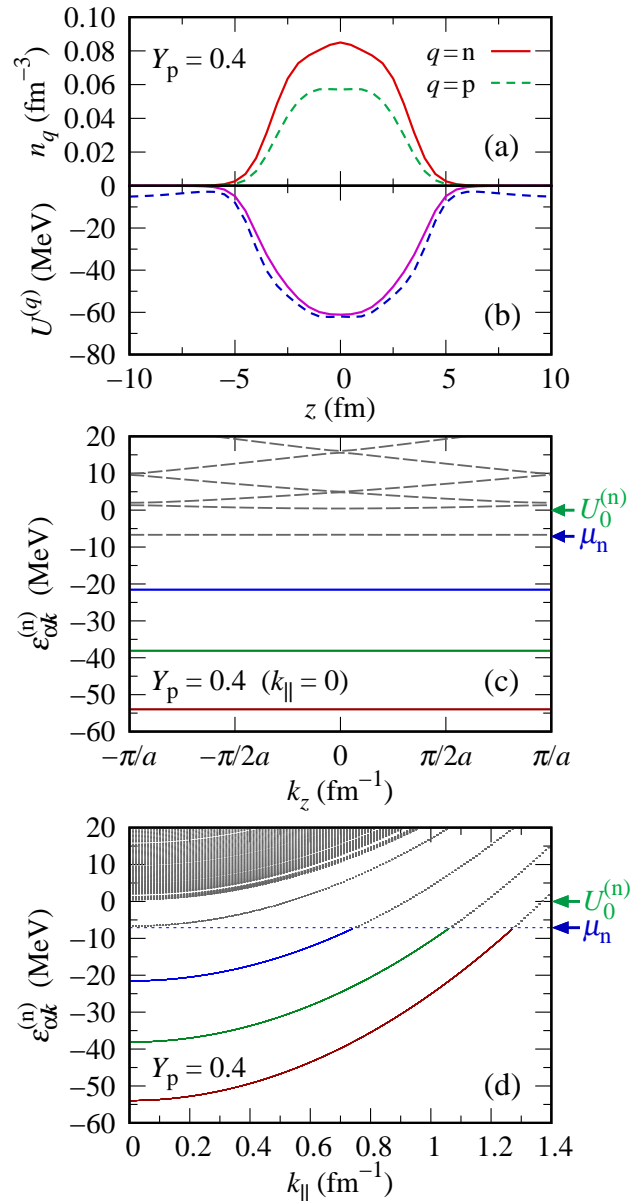 0.10
0.08
0.06
0.04
0.02
0
n_q (fm⁻³)
Y_p = 0.4
q = n
q = p
(a)
0
−20
−40
−60
−80
U^(q) (MeV)
(b)
−10 −5 0 5 10
z (fm)
20
10
0
−10
−20
−30
−40
−50
−60
ε_αk^(n) (MeV)
U_0^(n)
μ_n
Y_p = 0.4 (k_|| = 0)
(c)
−π/a −π/2a 0 π/2a π/a
k_z (fm⁻¹)
20
10
0
−10
−20
−30
−40
−50
−60
ε_αk^(n) (MeV)
U_0^(n)
μ_n
Y_p = 0.4
(d)
0 0.2 0.4 0.6 0.8 1 1.2 1.4
k_|| (fm⁻¹)